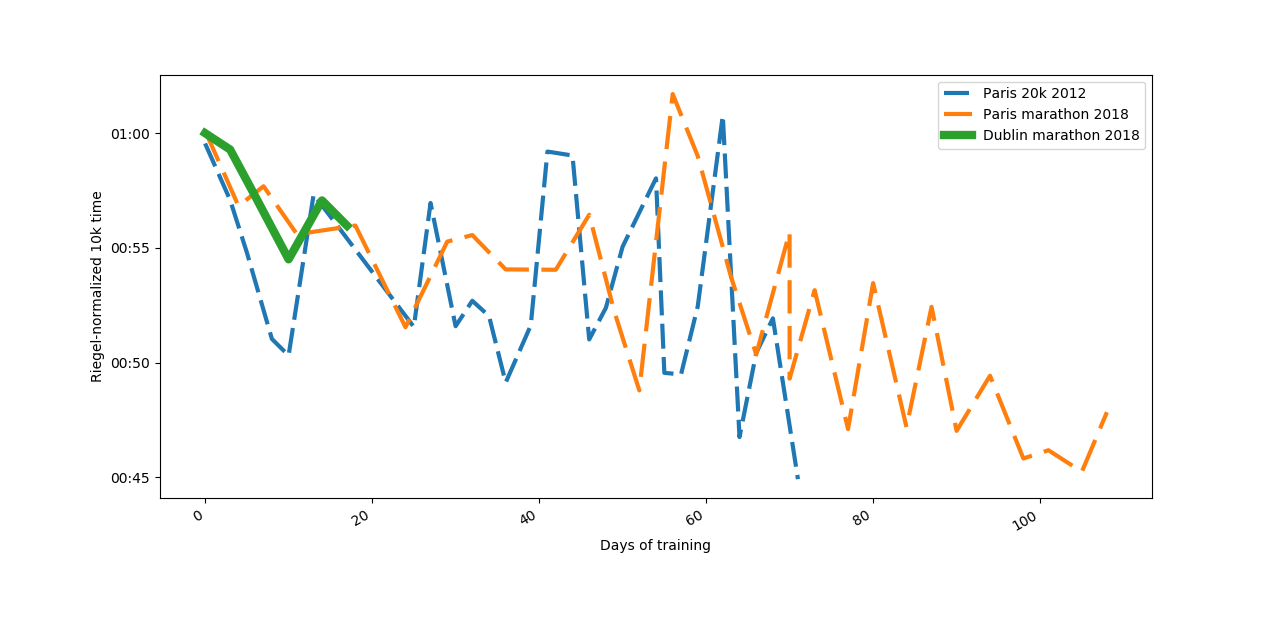 Paris 20k 2012
Paris marathon 2018
Dublin marathon 2018
Riegel-normalized 10k time
01:00
00:55
00:50
00:45
0
20
40
60
80
100
Days of training